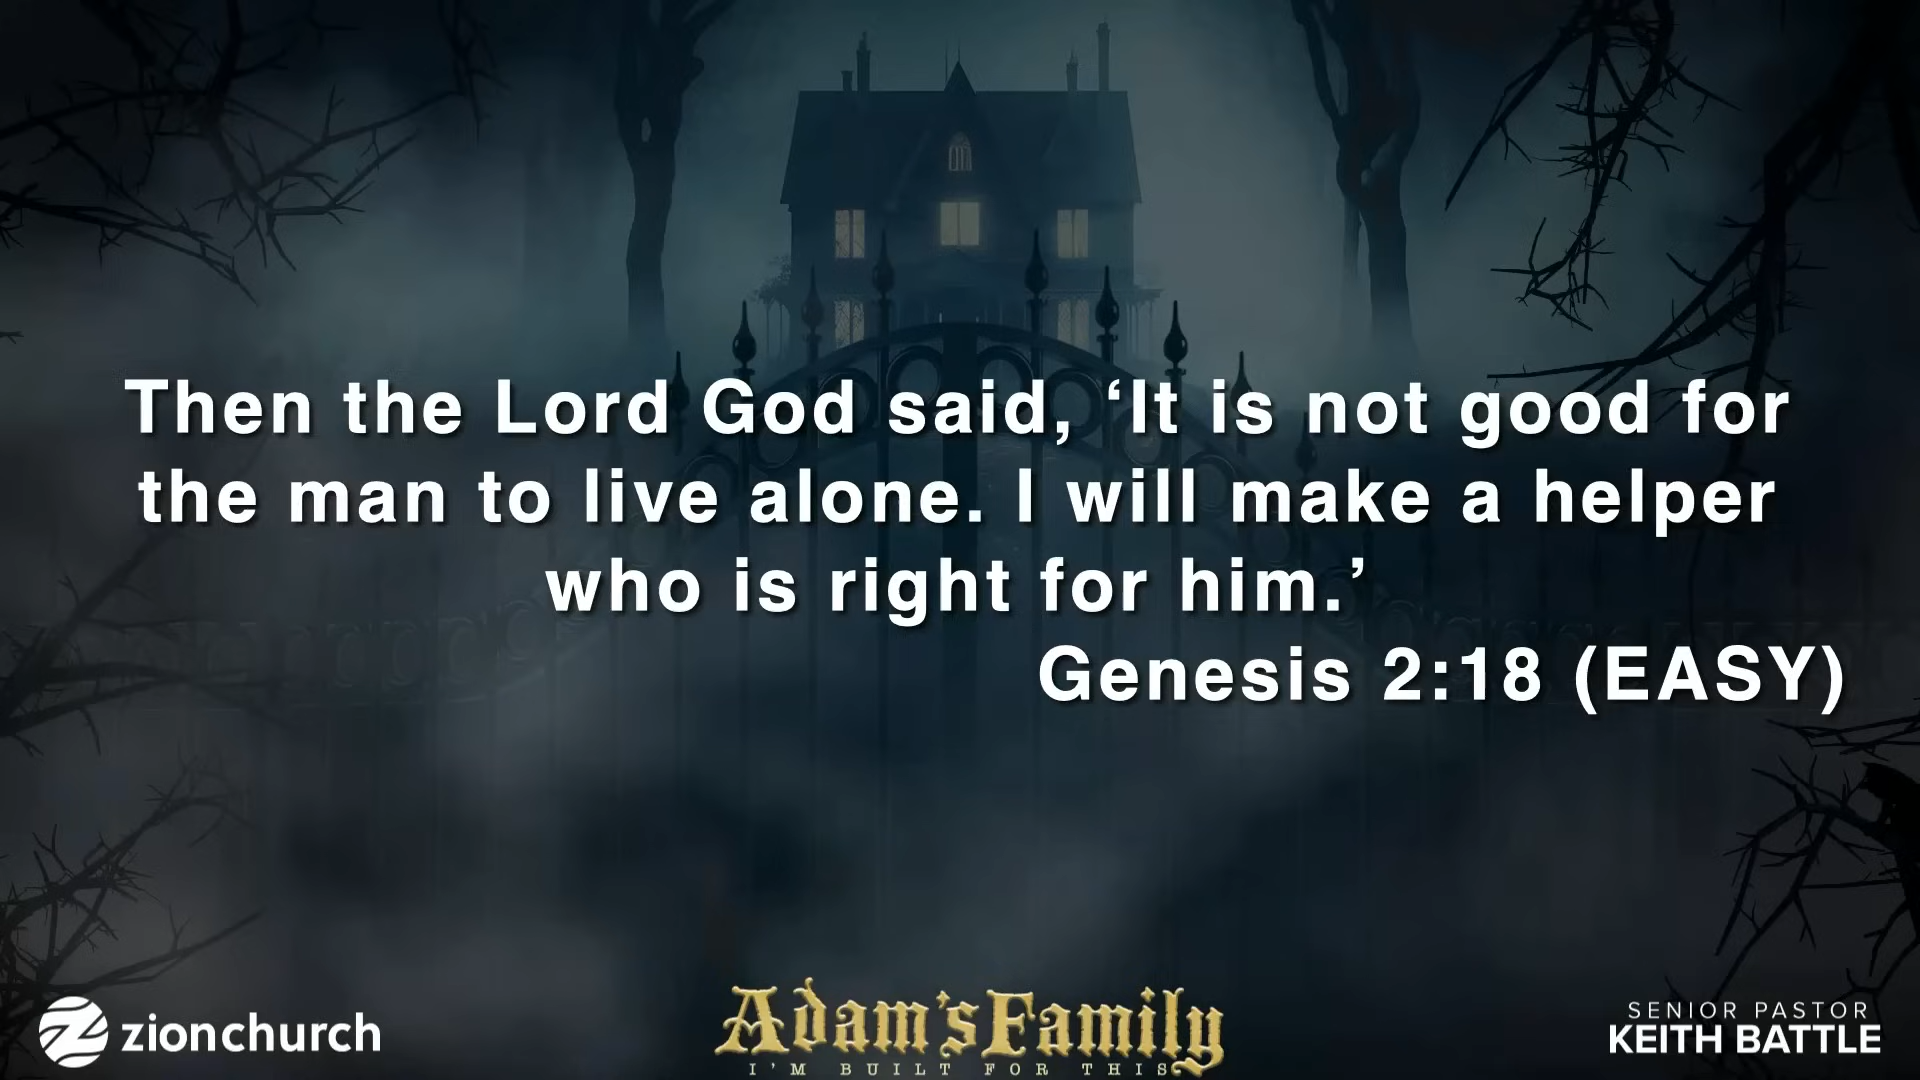 Then the Lord God said, ‘It is not good for
the man to live alone. I will make a helper
who is right for him.’
Genesis 2:18 (EASY)
zionchurch
Adam'sFamily
I'M BUILT FOR THIS
SENIOR PASTOR
KEITH BATTLE